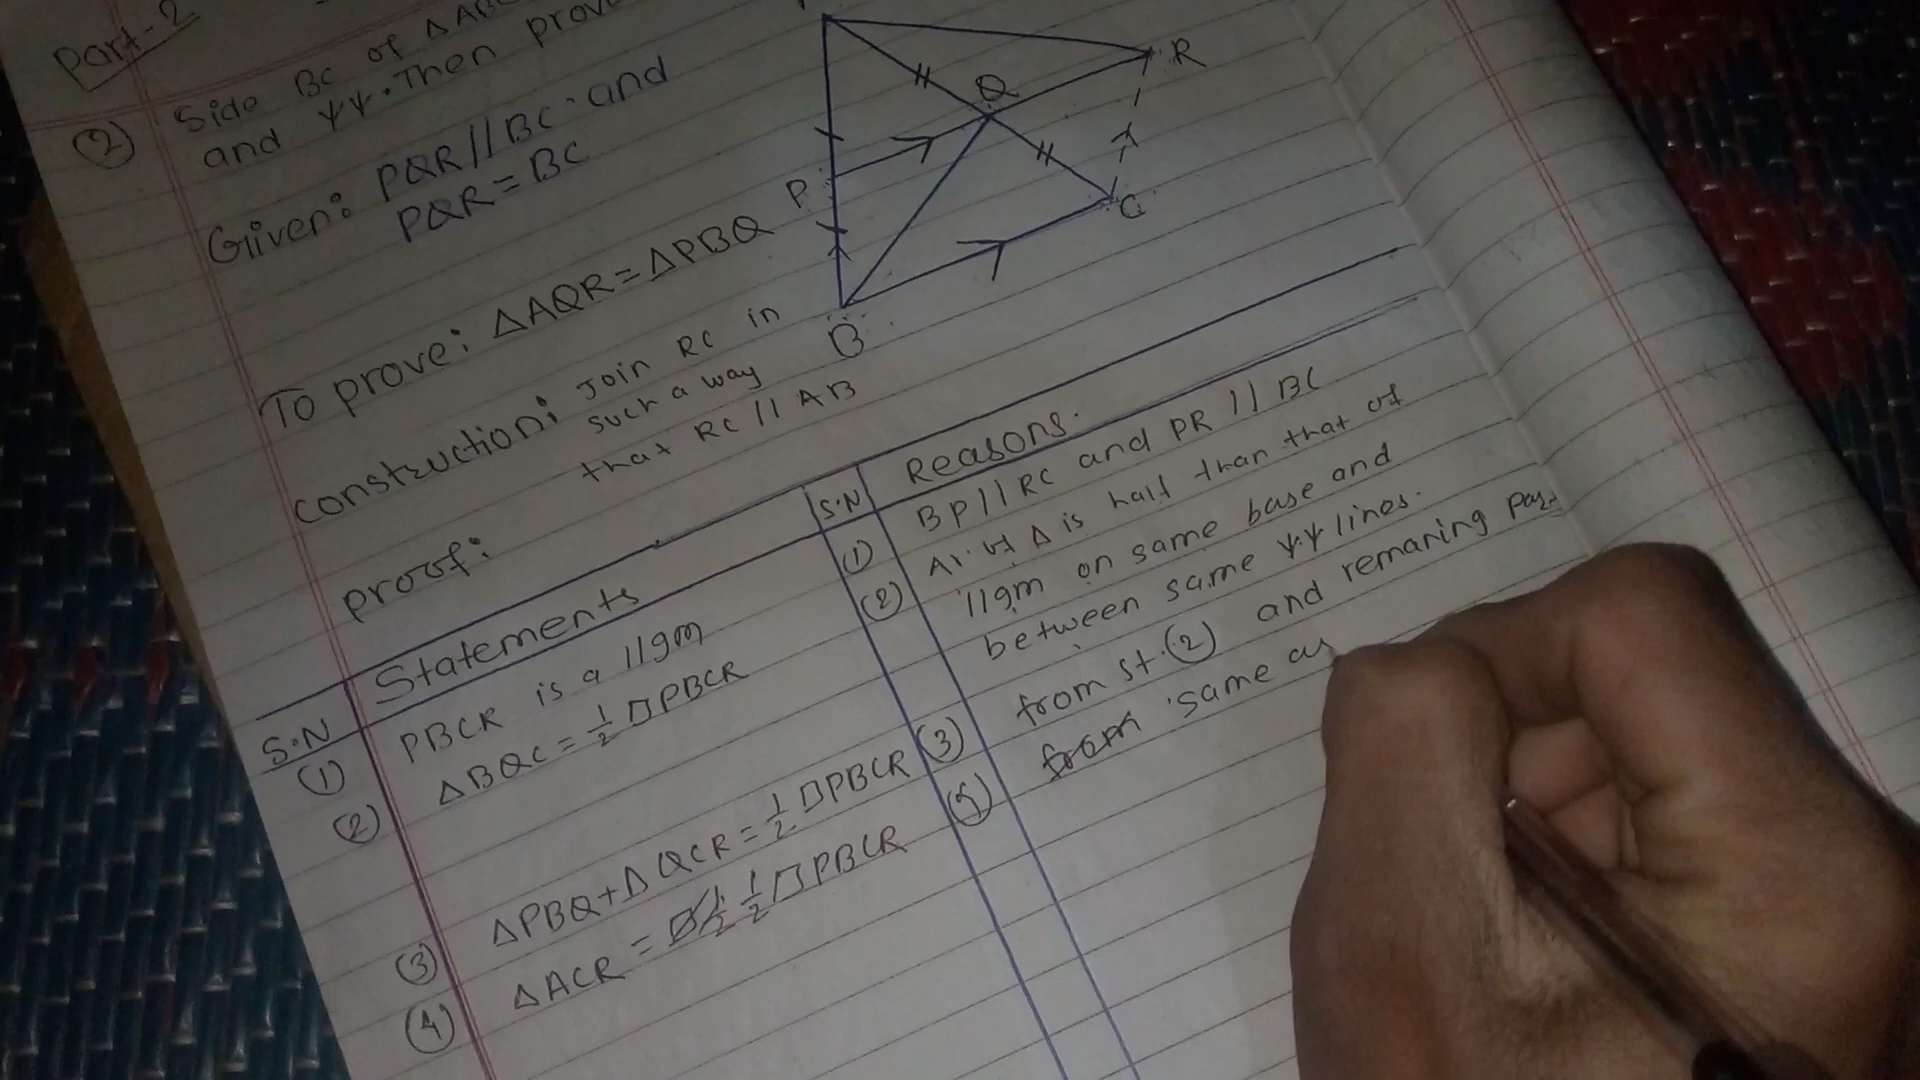 Part-2
② Side BC of ΔABC
and ∥. Then prov
Given: PQR//BC and
PQR = BC
To prove: ΔAQR = ΔPBQ
construction: Join RC in
such a way
that RC // AB
proof:
R
Q
P
C
B
S.N Statements
(1) PBCR is a //gm
(2) ΔBQC = 1/2 ▱PBCR
(3) ΔPBQ + ΔQCR = 1/2 ▱PBCR
(4) ΔACR = 1/2 ▱PBCR
S.N Reasons.
(1) BP // RC and PR // BC
(2) Ar. of Δ is half than that of
//gm on same base and
between same ∥ lines.
(3) from st. (2) and remaning par
same as